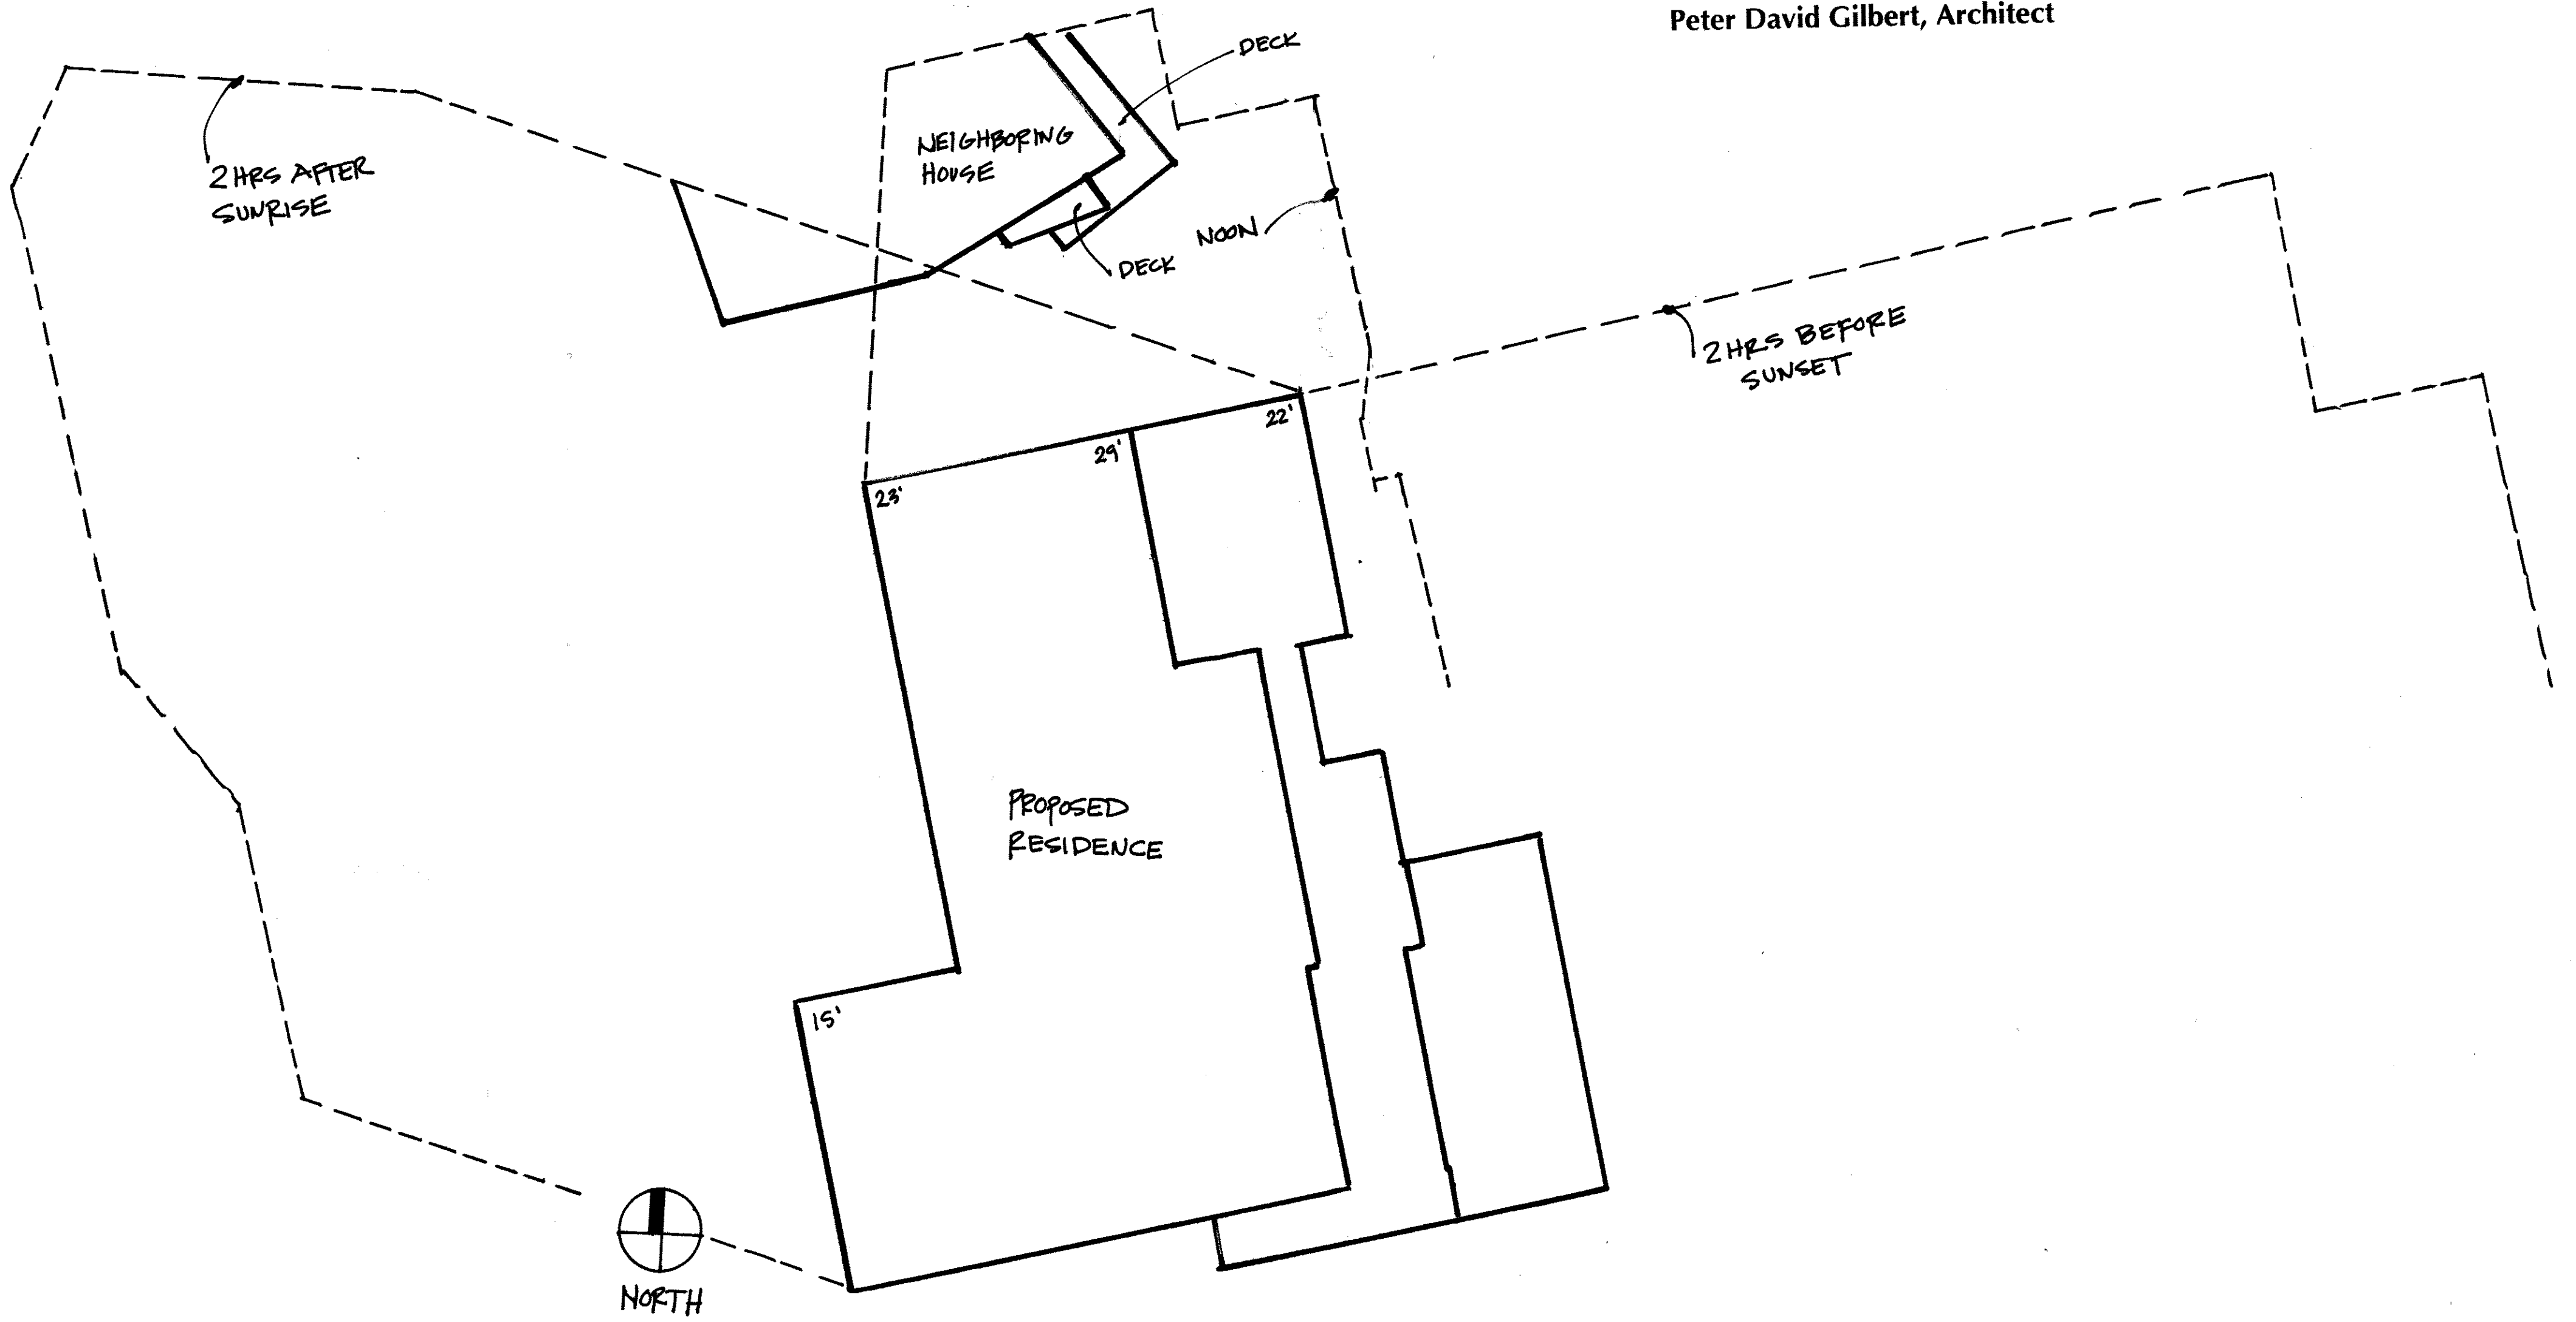 Peter David Gilbert, Architect
DECK
NEIGHBORING
HOUSE
2 HRS AFTER
SUNRISE
NOON
DECK
2 HRS BEFORE
SUNSET
22'
29'
23'
PROPOSED
RESIDENCE
15'
NORTH